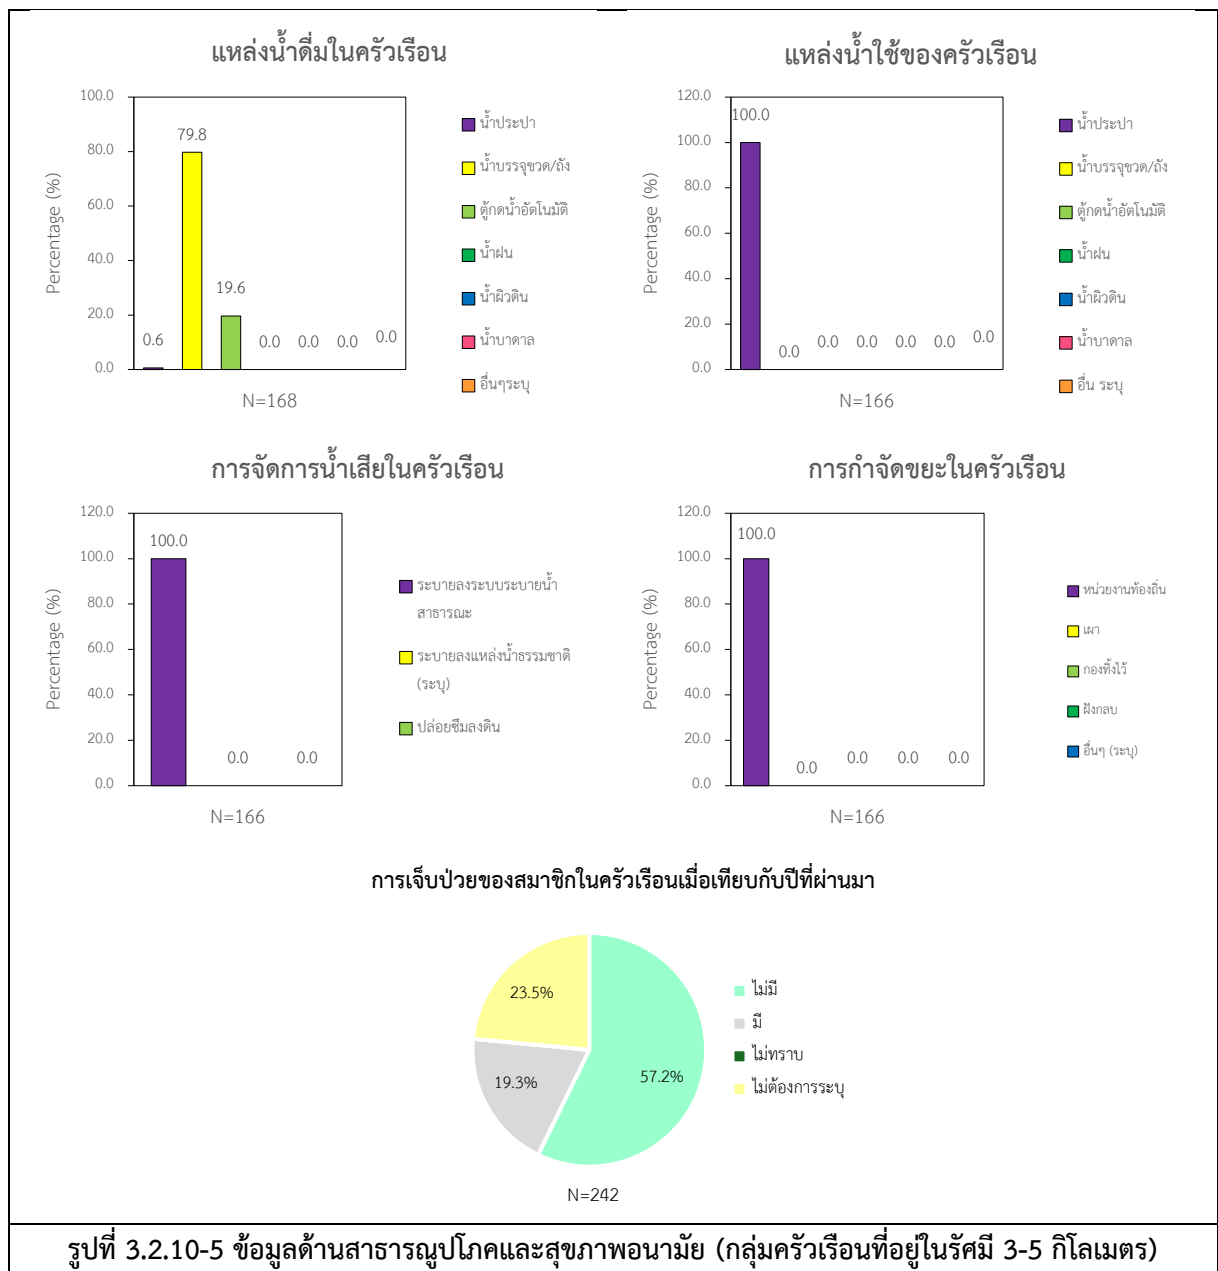 แหล่งน้ำดื่มในครัวเรือน
Percentage (%)
100.0
80.0
60.0
40.0
20.0
0.0
0.6
79.8
19.6
0.0
0.0
0.0
0.0
N=168
น้ำประปา
น้ำบรรจุขวด/ถัง
ตู้กดน้ำอัตโนมัติ
น้ำฝน
น้ำผิวดิน
น้ำบาดาล
อื่นๆระบุ
แหล่งน้ำใช้ของครัวเรือน
Percentage (%)
120.0
100.0
80.0
60.0
40.0
20.0
0.0
100.0
0.0
0.0
0.0
0.0
0.0
0.0
N=166
น้ำประปา
น้ำบรรจุขวด/ถัง
ตู้กดน้ำอัตโนมัติ
น้ำฝน
น้ำผิวดิน
น้ำบาดาล
อื่น ระบุ
การจัดการน้ำเสียในครัวเรือน
Percentage (%)
120.0
100.0
80.0
60.0
40.0
20.0
0.0
100.0
0.0
0.0
N=166
ระบายลงระบบระบายน้ำ
สาธารณะ
ระบายลงแหล่งน้ำธรรมชาติ
(ระบุ)
ปล่อยซึมลงดิน
การกำจัดขยะในครัวเรือน
Percentage (%)
120.0
100.0
80.0
60.0
40.0
20.0
0.0
100.0
0.0
0.0
0.0
0.0
N=166
หน่วยงานท้องถิ่น
เผา
กองทิ้งไว้
ฝังกลบ
อื่นๆ (ระบุ)
การเจ็บป่วยของสมาชิกในครัวเรือนเมื่อเทียบกับปีที่ผ่านมา
23.5%
19.3%
57.2%
ไม่มี
มี
ไม่ทราบ
ไม่ต้องการระบุ
N=242
รูปที่ 3.2.10-5 ข้อมูลด้านสาธารณูปโภคและสุขภาพอนามัย (กลุ่มครัวเรือนที่อยู่ในรัศมี 3-5 กิโลเมตร)